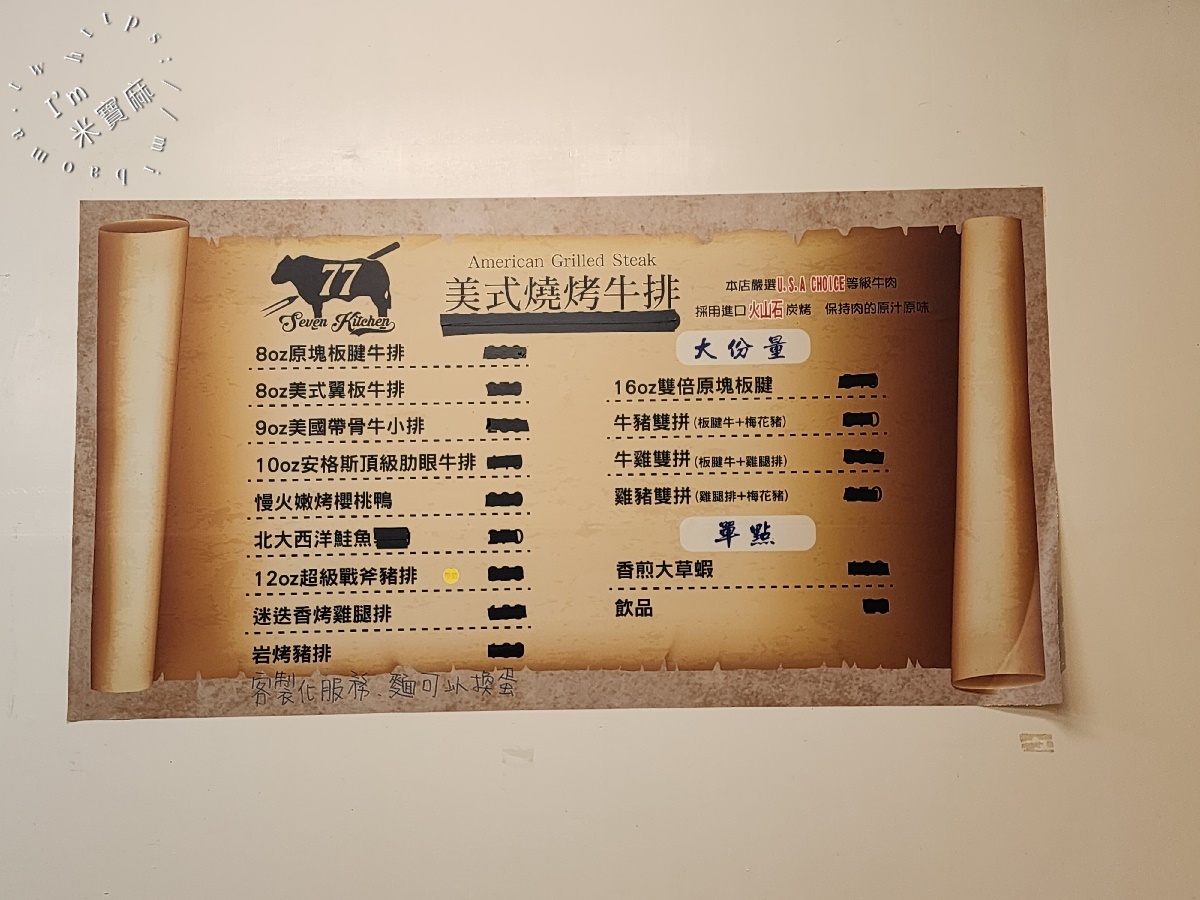 https://mibaoma.tw
I'm
米寶麻
77
Seven Kitchen
American Grilled Steak
美式燒烤牛排
本店嚴選U.S.A CHOICE等級牛肉
採用進口火山石炭烤 保持肉的原汁原味
8oz原塊板腱牛排
8oz美式翼板牛排
9oz美國帶骨牛小排
10oz安格斯頂級肋眼牛排
慢火嫩烤櫻桃鴨
北大西洋鮭魚
12oz超級戰斧豬排
迷迭香烤雞腿排
岩烤豬排
客製化服務.麵可以換蛋
大份量
16oz雙倍原塊板腱
牛豬雙拼(板腱牛+梅花豬)
牛雞雙拼(板腱牛+雞腿排)
雞豬雙拼(雞腿排+梅花豬)
單點
香煎大草蝦
飲品